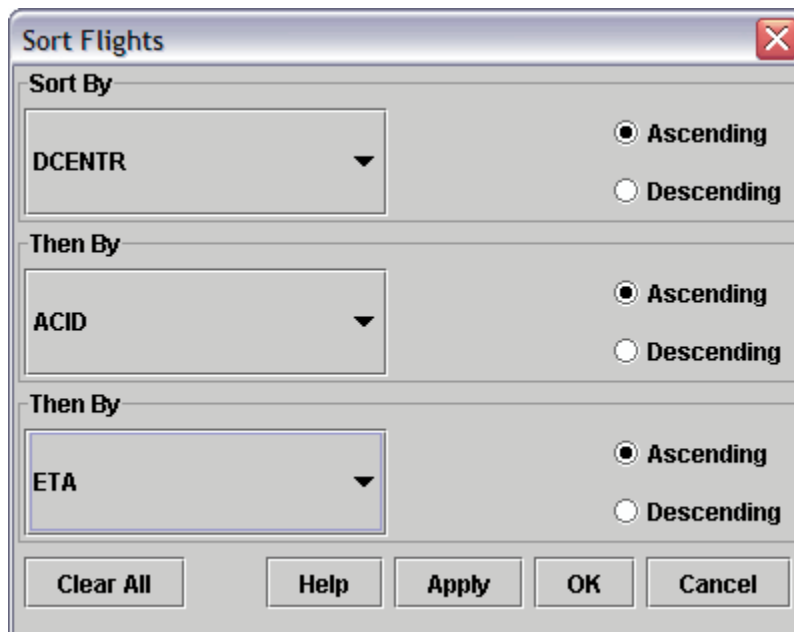 Sort Flights
Sort By
DCENTR
Ascending
Descending
Then By
ACID
Ascending
Descending
Then By
ETA
Ascending
Descending
Clear All Help Apply OK Cancel